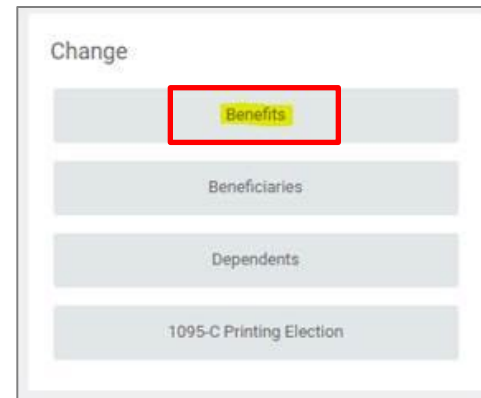 Change
Benefits
Beneficiaries
Dependents
1095-C Printing Election